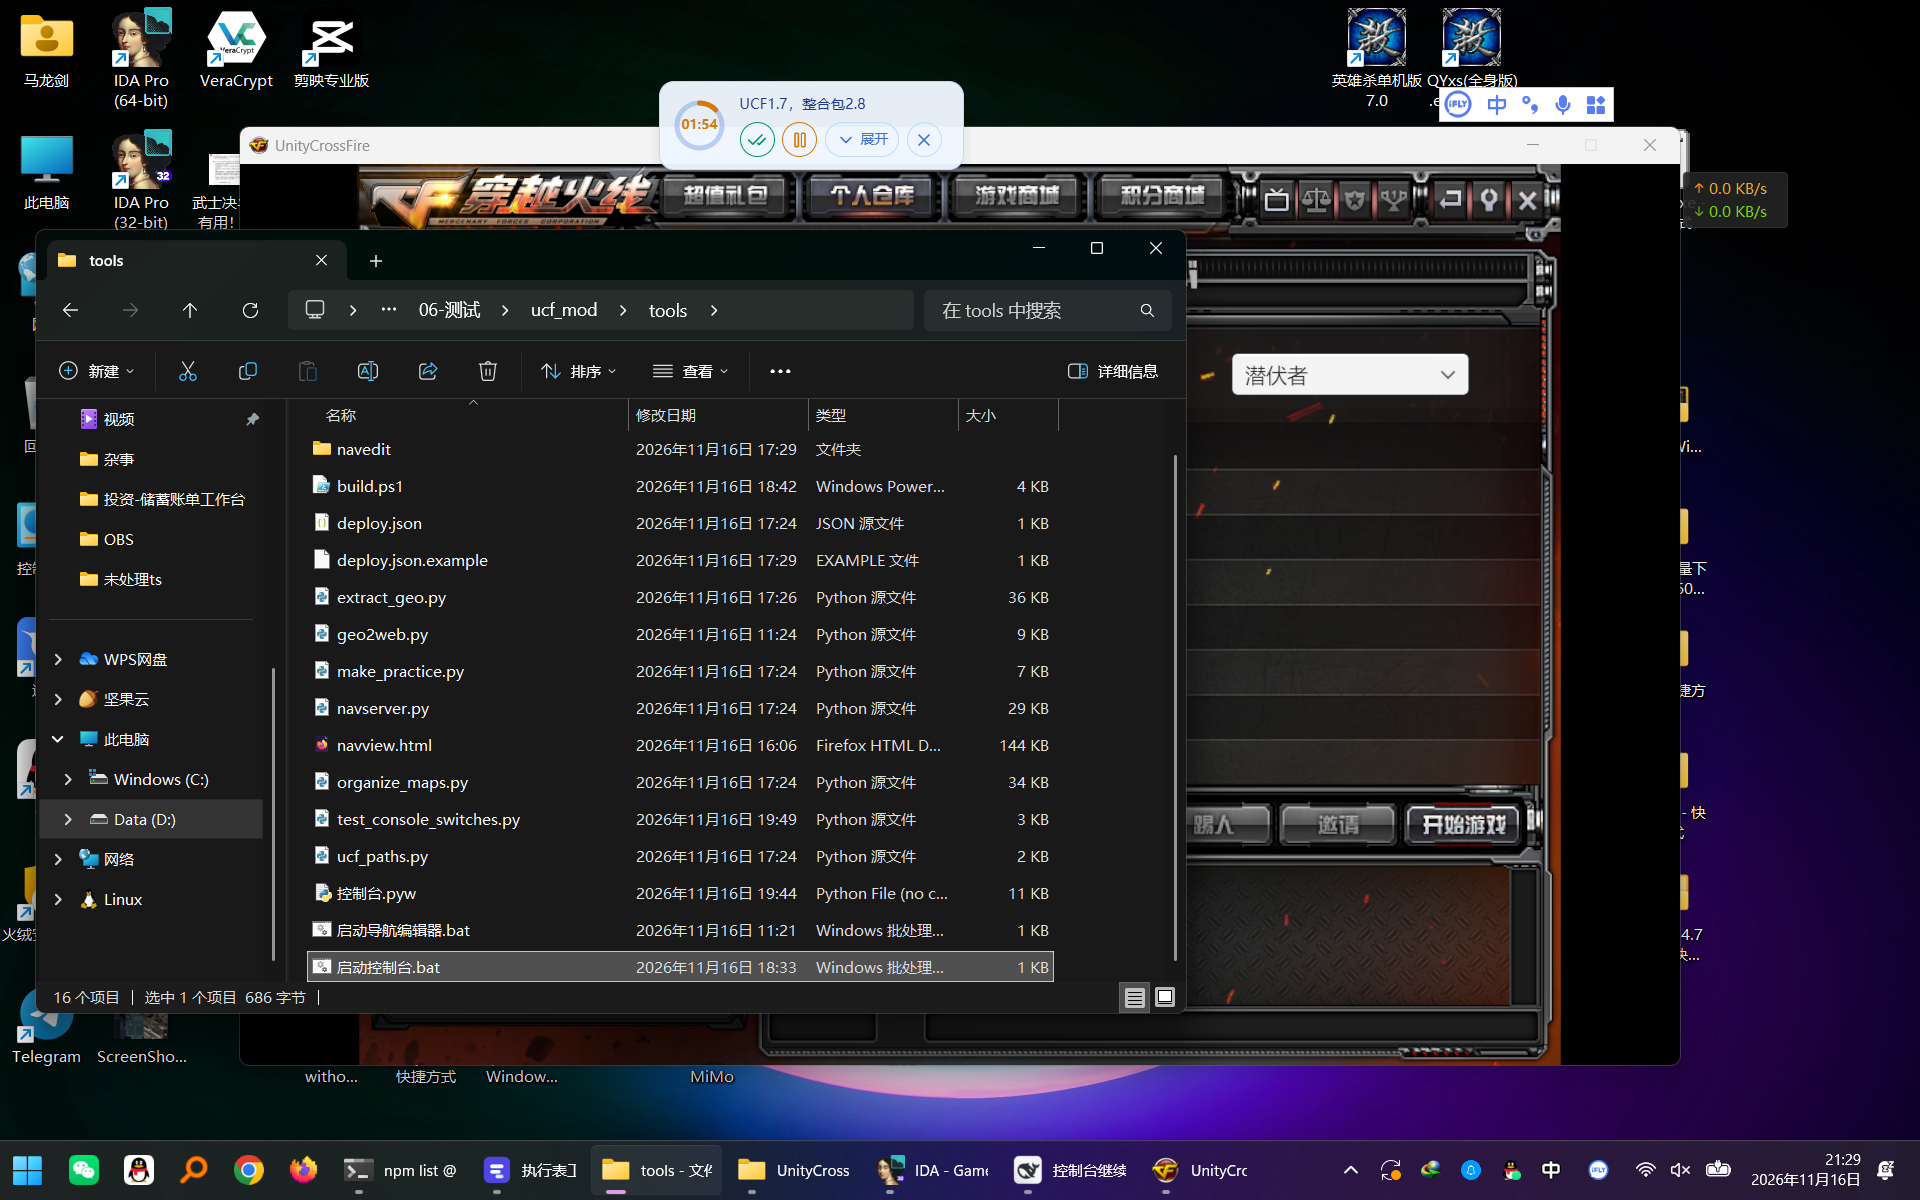 马龙剑
IDA Pro
(64-bit)
VeraCrypt
剪映专业版
英雄杀单机版
7.0
QYxs(全身版)
此电脑
IDA Pro
(32-bit)
有用！
UCF1.7，整合包2.8
01:54
展开
中
↑ 0.0 KB/s
↓ 0.0 KB/s
UnityCrossFire
穿越火线
超值礼包
个人仓库
游戏商城
积分商城
tools
06-测试
ucf_mod
tools
在 tools 中搜索
新建
排序
查看
详细信息
潜伏者
视频
杂事
投资-储蓄账单工作台
OBS
未处理ts
WPS网盘
坚果云
此电脑
Windows (C:)
Data (D:)
网络
Linux
名称 修改日期 类型 大小
navedit 2026年11月16日 17:29 文件夹
build.ps1 2026年11月16日 18:42 Windows Power... 4 KB
deploy.json 2026年11月16日 17:24 JSON 源文件 1 KB
deploy.json.example 2026年11月16日 17:29 EXAMPLE 文件 1 KB
extract_geo.py 2026年11月16日 17:26 Python 源文件 36 KB
geo2web.py 2026年11月16日 11:24 Python 源文件 9 KB
make_practice.py 2026年11月16日 17:24 Python 源文件 7 KB
navserver.py 2026年11月16日 17:24 Python 源文件 29 KB
navview.html 2026年11月16日 16:06 Firefox HTML D... 144 KB
organize_maps.py 2026年11月16日 17:24 Python 源文件 34 KB
test_console_switches.py 2026年11月16日 19:49 Python 源文件 3 KB
ucf_paths.py 2026年11月16日 17:24 Python 源文件 2 KB
控制台.pyw 2026年11月16日 19:44 Python File (no c... 11 KB
启动导航编辑器.bat 2026年11月16日 11:21 Windows 批处理... 1 KB
启动控制台.bat 2026年11月16日 18:33 Windows 批处理... 1 KB
16 个项目
选中 1 个项目 686 字节
踢人
邀请
开始游戏
Telegram
ScreenSho...
witho...
快捷方式
Window...
MiMo
npm list @
tools - 文件
UnityCross
IDA - Game
控制台继续
UnityCrc
中
21:29
2026年11月16日